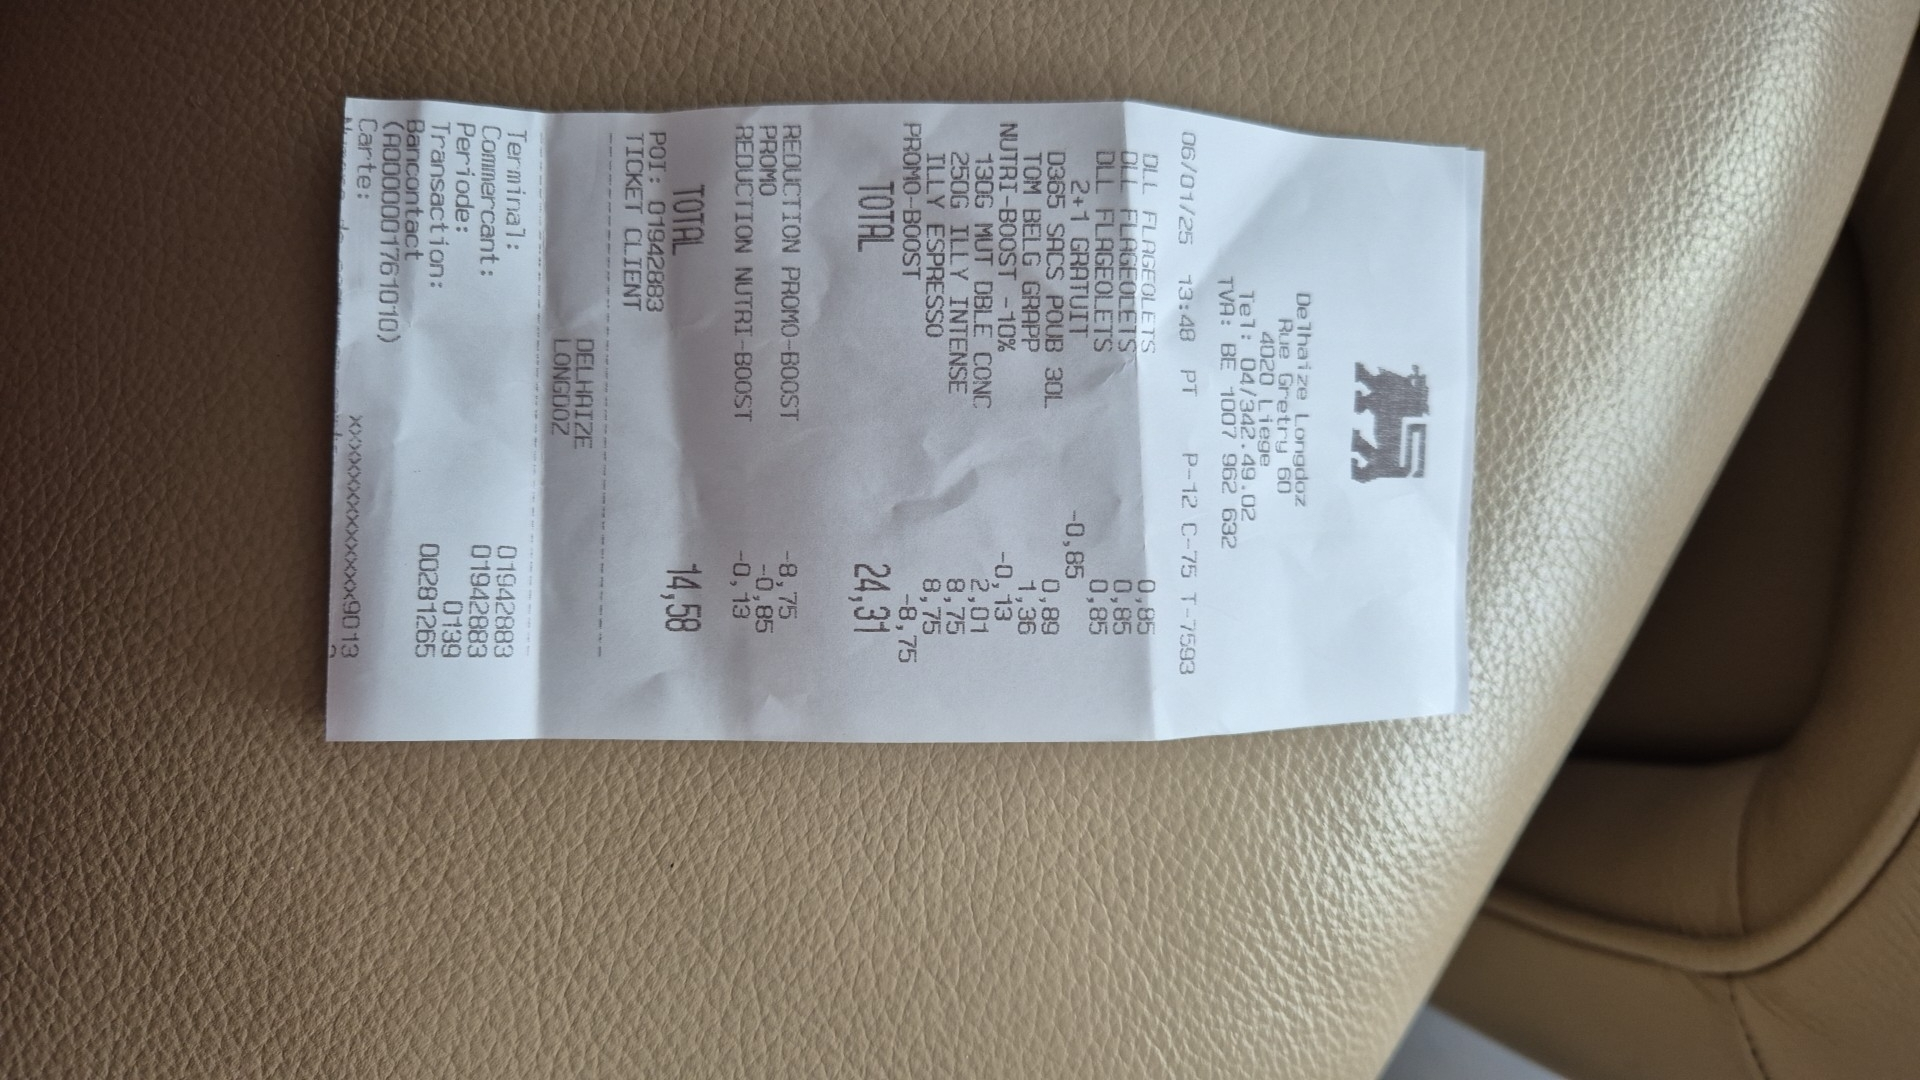 Delhaize Longdoz
Rue Gretry 60
4020 Liege
Tel: 04/342.49.02
TVA: BE 1007 962 632
06/01/25 13:48 PT P-12 C-75 T-7593
DLL FLAGEOLETS 0,85
DLL FLAGEOLETS 0,85
DLL FLAGEOLETS 0,85
2+1 GRATUIT -0,85
D365 SACS POUB 30L 0,89
TOM BELG GRAPP 1,36
NUTRI-BOOST -10% -0,13
130G MUT DBLE CONC 2,01
250G ILLY INTENSE 8,75
ILLY ESPRESSO 8,75
PROMO-BOOST -8,75
TOTAL 24,31
REDUCTION PROMO-BOOST -8,75
PROMO -0,85
REDUCTION NUTRI-BOOST -0,13
TOTAL 14,58
POI: 01942883
TICKET CLIENT
DELHAIZE
LONGDOZ
Terminal: 01942883
Commercant: 01942883
Periode: 0139
Transaction: 00281265
Bancontact
(A0000001761010)
Carte: xxxxxxxxxxxxx9013